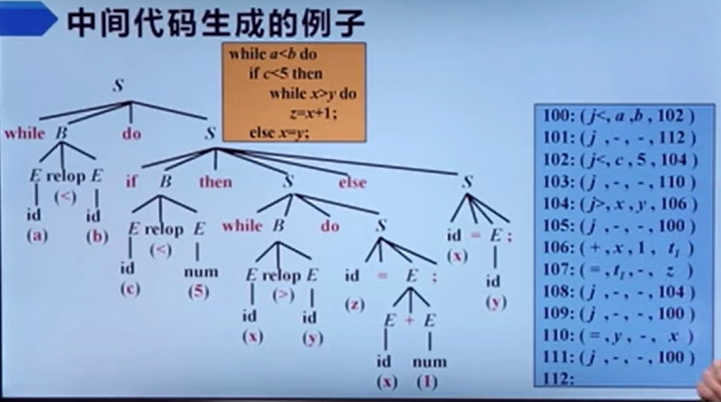 中间代码生成的例子
while a<b do
if c<5 then
while x>y do
z=x+1;
else x=y;
S
while B do S
E relop E if B then S else S
(<)
id id
(a) (b)
E relop E while B do S id = E ;
(<) (x)
id num id
(c) (5) (y)
E relop E id = E ;
(>) (z)
id id E + E
(x) (y)
id num
(x) (1)
100: (j<, a ,b , 102 )
101: (j , -, - , 112 )
102: (j<, c , 5 , 104 )
103: (j , -, - , 110 )
104: (j>, x , y , 106 )
105: (j , -, - , 100 )
106: ( + , x , 1 , t₁ )
107: ( = , t₁ , - , z )
108: (j , -, - , 104 )
109: (j , -, - , 100 )
110: ( = , y , - , x )
111: (j , -, - , 100 )
112: